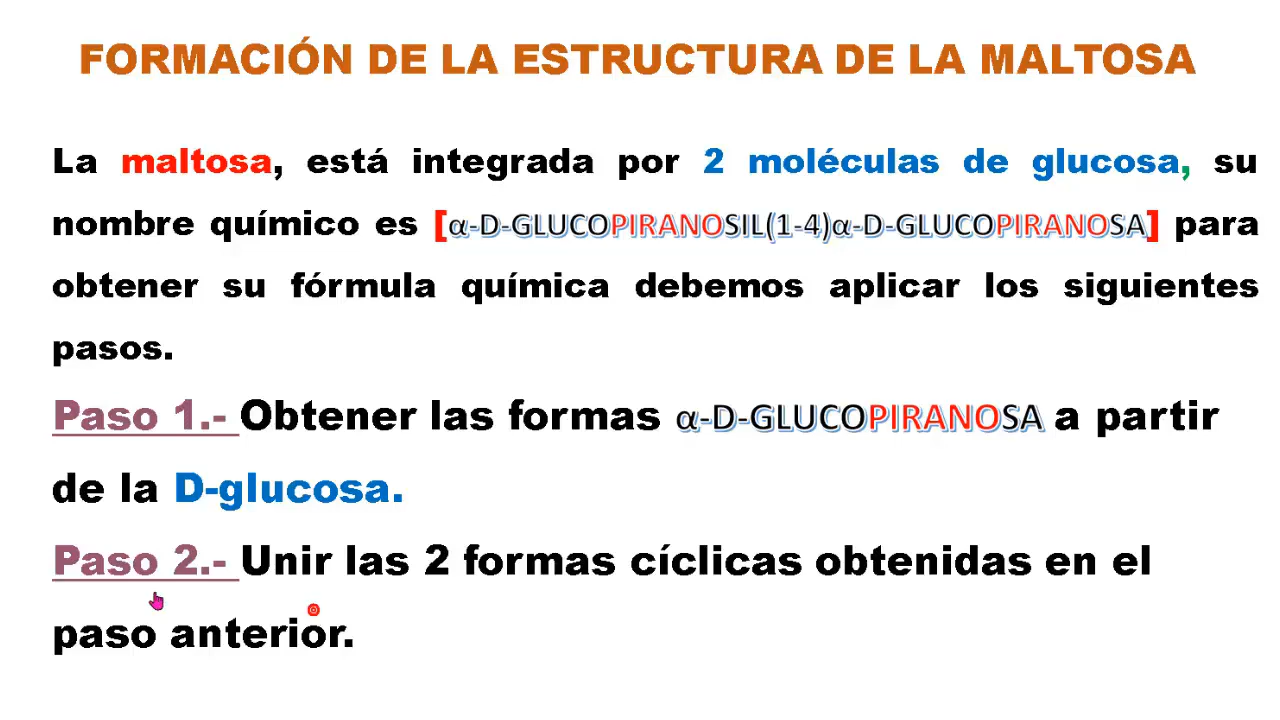 FORMACIÓN DE LA ESTRUCTURA DE LA MALTOSA
La maltosa, está integrada por 2 moléculas de glucosa, su
nombre químico es [α-D-GLUCOPIRANOSIL(1-4)α-D-GLUCOPIRANOSA] para
obtener su fórmula química debemos aplicar los siguientes
pasos.
Paso 1.- Obtener las formas α-D-GLUCOPIRANOSA a partir
de la D-glucosa.
Paso 2.- Unir las 2 formas cíclicas obtenidas en el
paso anterior.